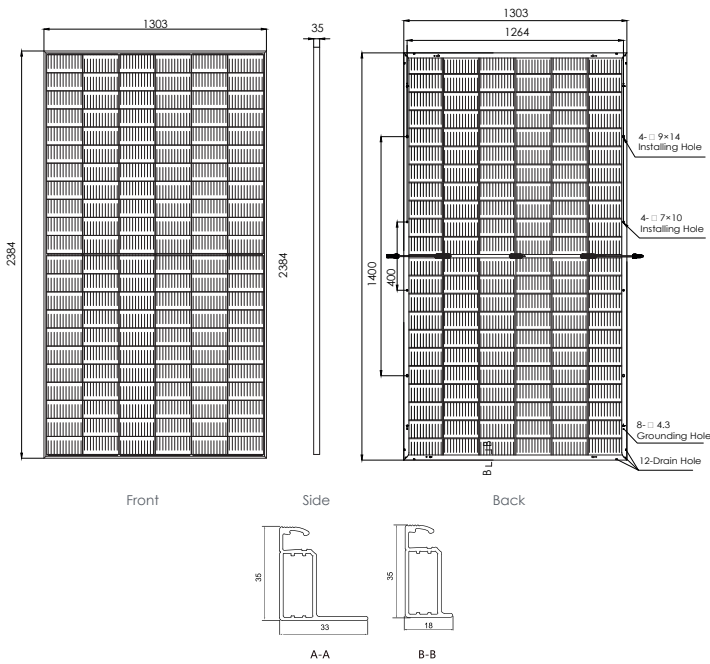 1303
35
2384
2384
Front
Side
1303
1264
1400
400
4- □ 9×14
Installing Hole
4- □ 7×10
Installing Hole
8- □ 4.3
Grounding Hole
12-Drain Hole
B
B
Back
35
33
A-A
35
18
B-B